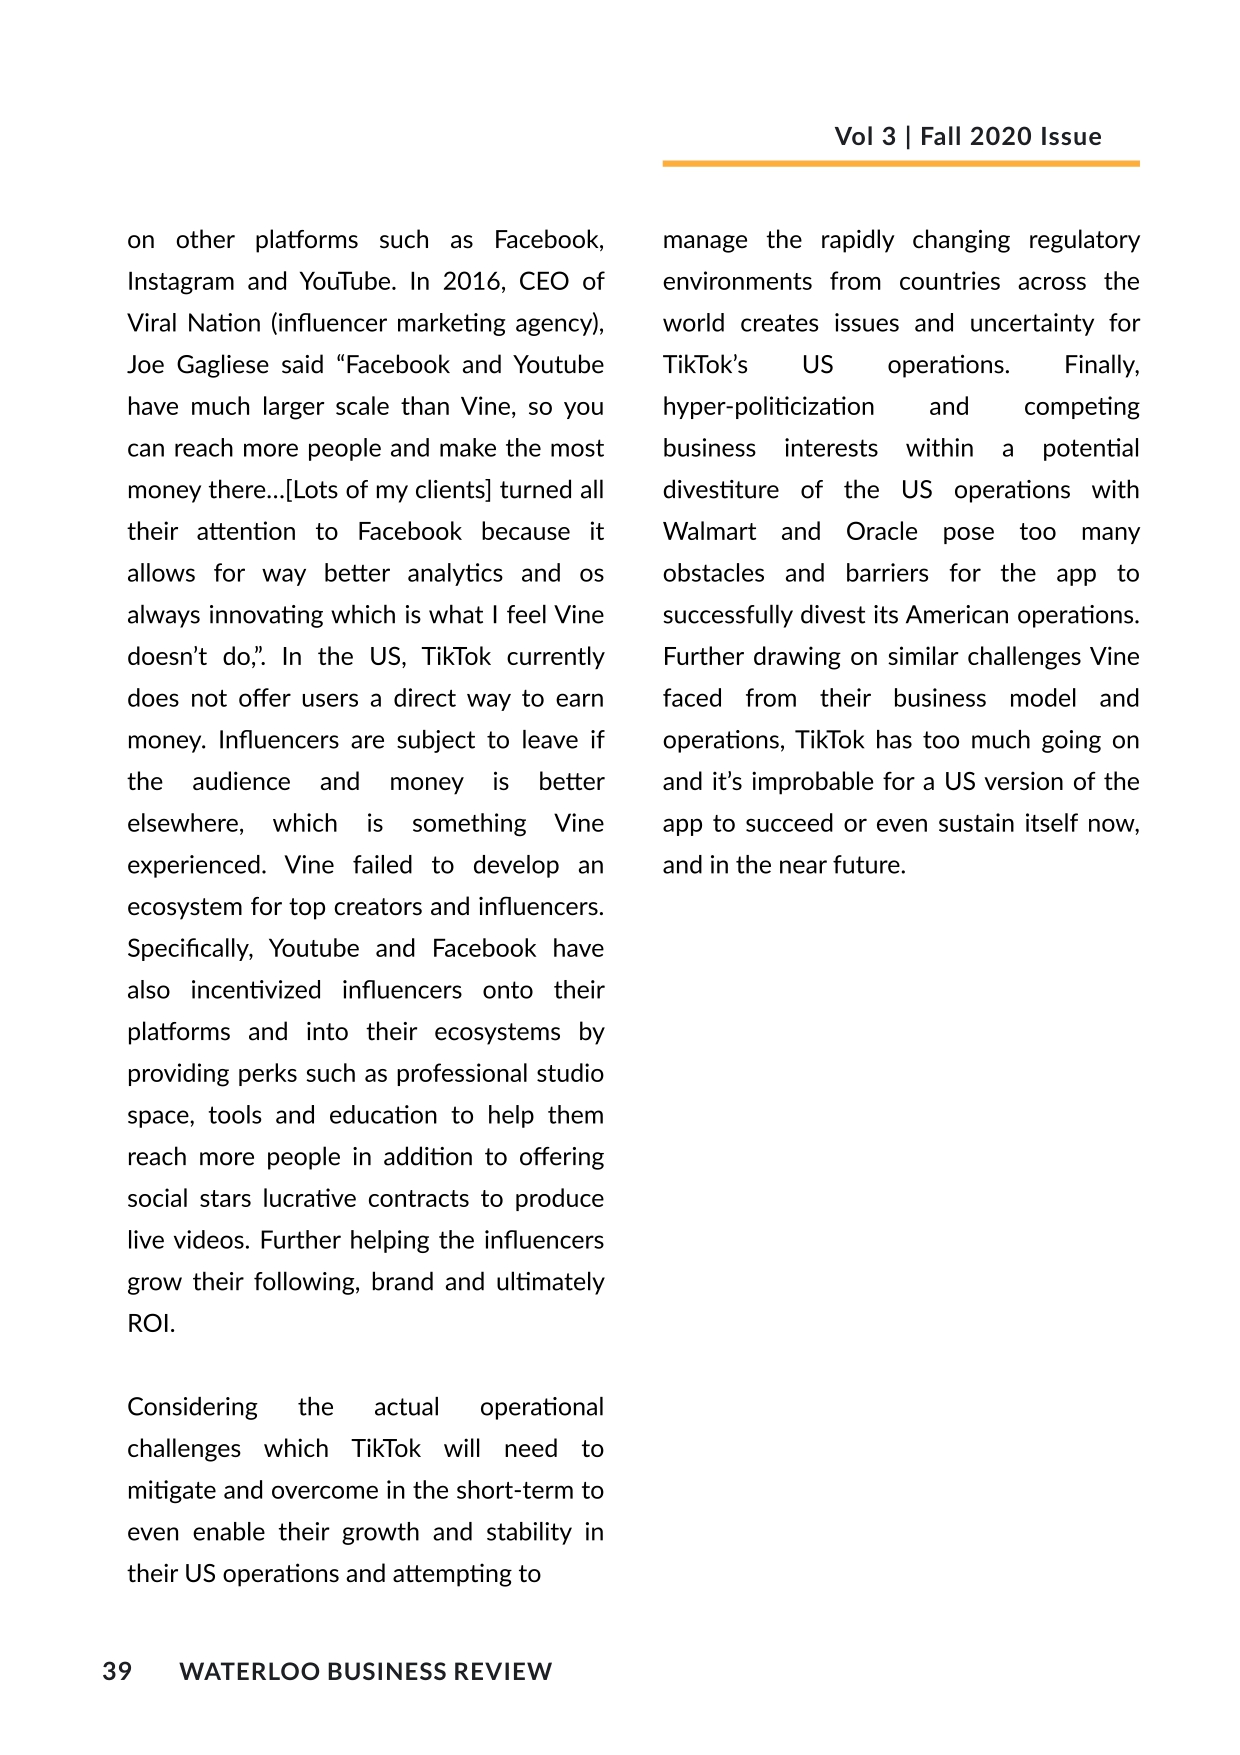 Vol 3 | Fall 2020 Issue
on other platforms such as Facebook,
Instagram and YouTube. In 2016, CEO of
Viral Nation (influencer marketing agency),
Joe Gagliese said “Facebook and Youtube
have much larger scale than Vine, so you
can reach more people and make the most
money there...[Lots of my clients] turned all
their attention to Facebook because it
allows for way better analytics and os
always innovating which is what I feel Vine
doesn’t do,”. In the US, TikTok currently
does not offer users a direct way to earn
money. Influencers are subject to leave if
the audience and money is better
elsewhere, which is something Vine
experienced. Vine failed to develop an
ecosystem for top creators and influencers.
Specifically, Youtube and Facebook have
also incentivized influencers onto their
platforms and into their ecosystems by
providing perks such as professional studio
space, tools and education to help them
reach more people in addition to offering
social stars lucrative contracts to produce
live videos. Further helping the influencers
grow their following, brand and ultimately
ROI.
Considering the actual operational
challenges which TikTok will need to
mitigate and overcome in the short-term to
even enable their growth and stability in
their US operations and attempting to
manage the rapidly changing regulatory
environments from countries across the
world creates issues and uncertainty for
TikTok’s US operations. Finally,
hyper-politicization and competing
business interests within a potential
divestiture of the US operations with
Walmart and Oracle pose too many
obstacles and barriers for the app to
successfully divest its American operations.
Further drawing on similar challenges Vine
faced from their business model and
operations, TikTok has too much going on
and it’s improbable for a US version of the
app to succeed or even sustain itself now,
and in the near future.
39 WATERLOO BUSINESS REVIEW